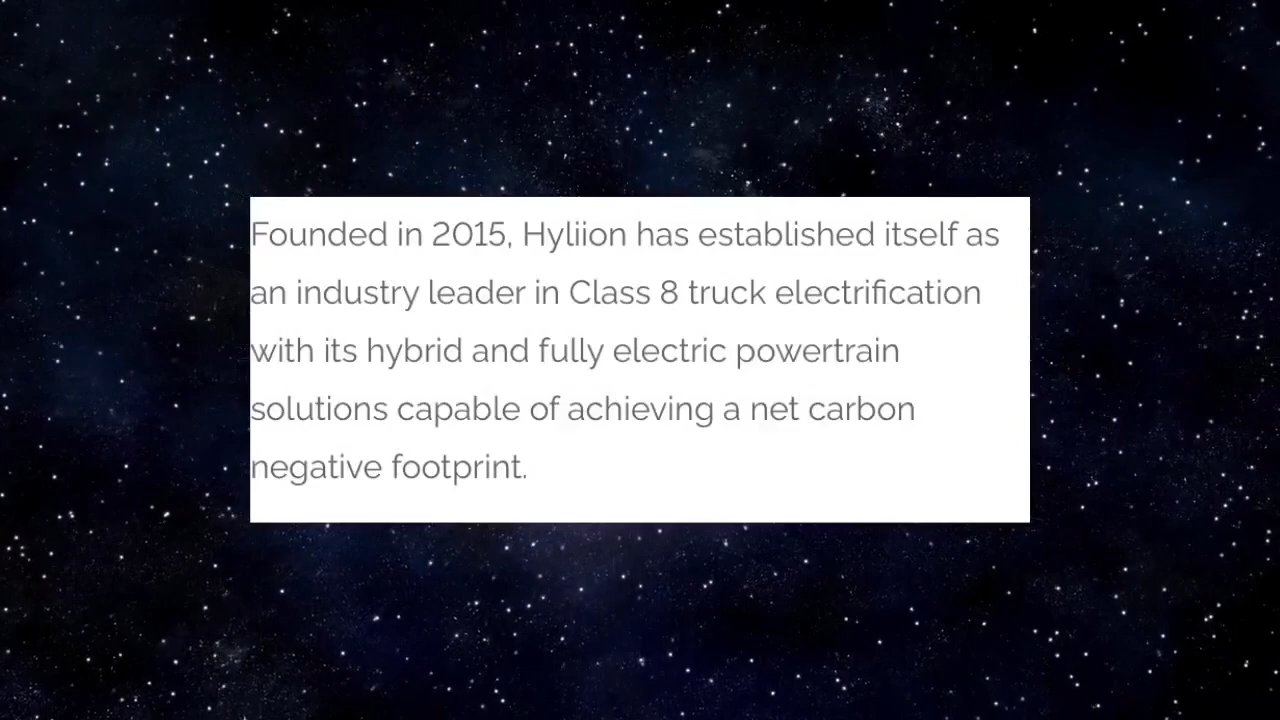 Founded in 2015, Hyliion has established itself as
an industry leader in Class 8 truck electrification
with its hybrid and fully electric powertrain
solutions capable of achieving a net carbon
negative footprint.